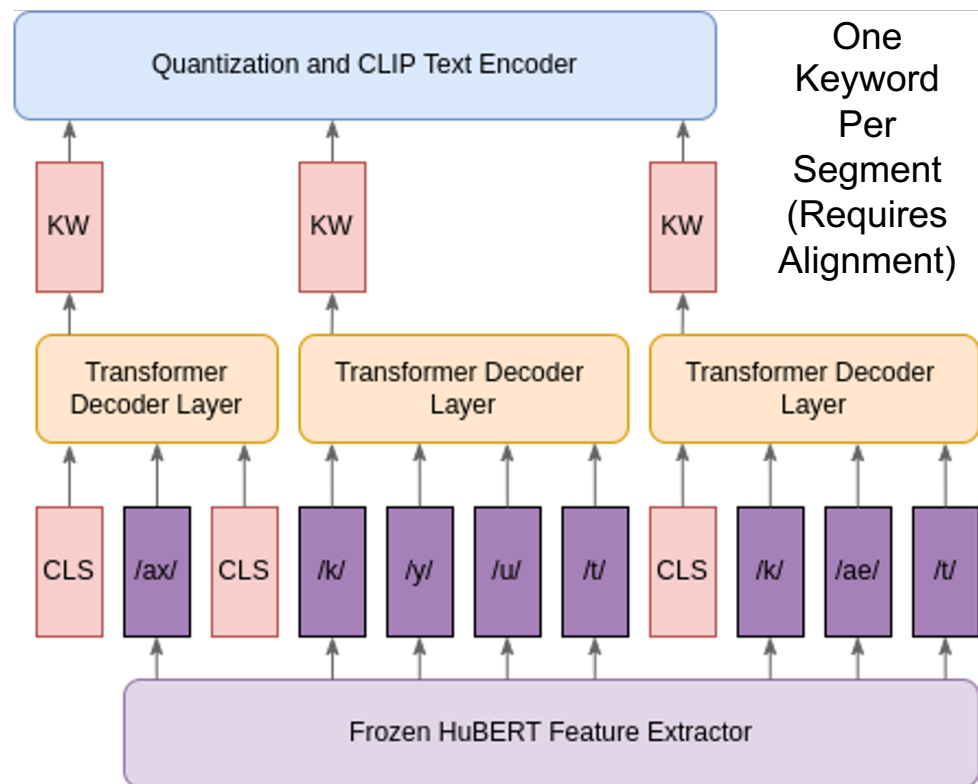 Quantization and CLIP Text Encoder
One
Keyword
Per
Segment
(Requires
Alignment)
KW KW KW
Transformer
Decoder Layer
Transformer Decoder
Layer
Transformer Decoder
Layer
CLS /ax/ CLS /k/ /y/ /u/ /t/ CLS /k/ /ae/ /t/
Frozen HuBERT Feature Extractor